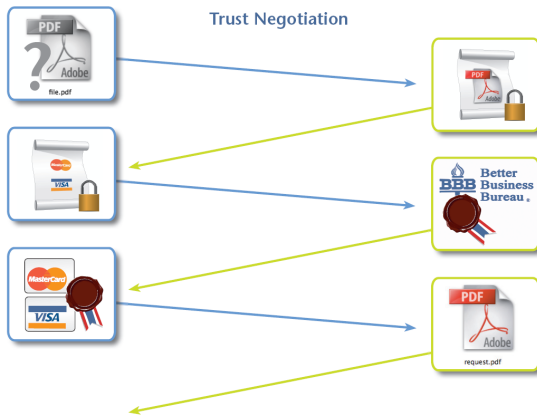 Trust Negotiation
PDF
?
Adobe
file.pdf
PDF
Adobe
MasterCard
VISA
BBB
Better
Business
Bureau®
MasterCard
VISA
PDF
Adobe
request.pdf